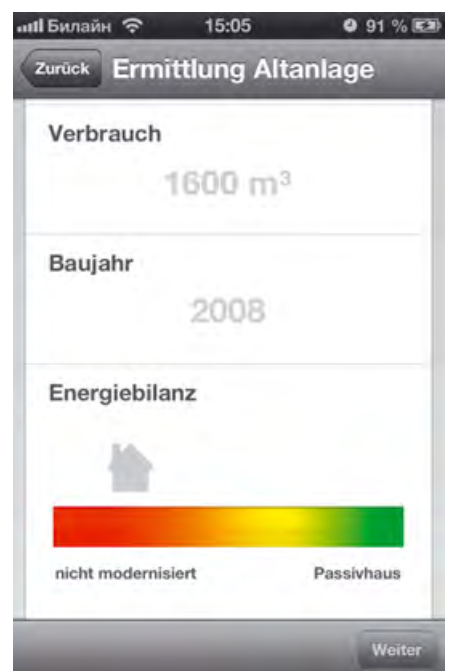 Билайн 15:05 91 %
Zurück Ermittlung Altanlage
Verbrauch
1600 m³
Baujahr
2008
Energiebilanz
nicht modernisiert Passivhaus
Weiter